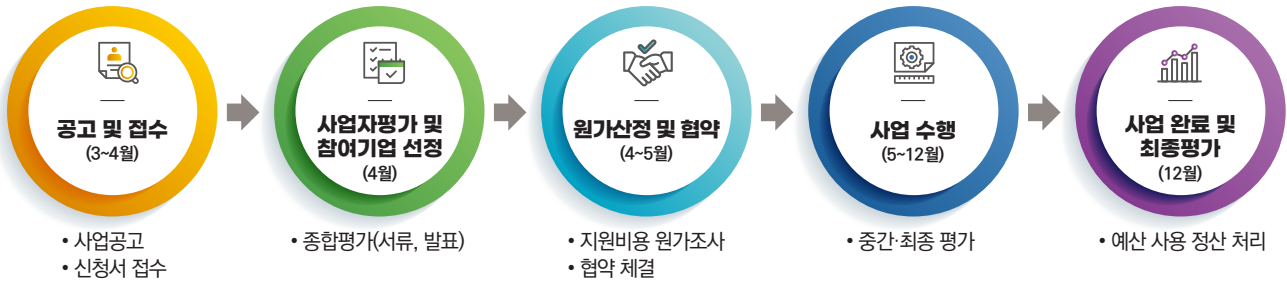 공고 및 접수
(3~4월)
• 사업공고
• 신청서 접수
사업자평가 및
참여기업 선정
(4월)
• 종합평가(서류, 발표)
원가산정 및 협약
(4~5월)
• 지원비용 원가조사
• 협약 체결
사업 수행
(5~12월)
• 중간·최종 평가
사업 완료 및
최종평가
(12월)
• 예산 사용 정산 처리